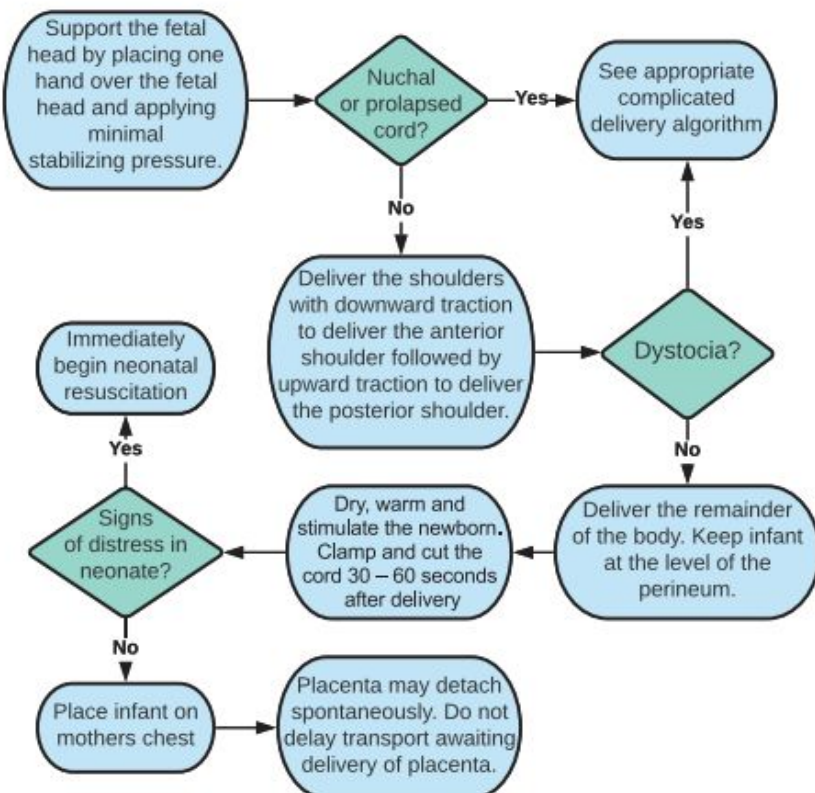 Support the fetal
head by placing one
hand over the fetal
head and applying
minimal
stabilizing pressure.
Nuchal
or prolapsed
cord?
Yes
See appropriate
complicated
delivery algorithm
No
Yes
Deliver the shoulders
with downward traction
to deliver the anterior
shoulder followed by
upward traction to deliver
the posterior shoulder.
Dystocia?
No
Deliver the remainder
of the body. Keep infant
at the level of the
perineum.
Dry, warm and
stimulate the newborn.
Clamp and cut the
cord 30 – 60 seconds
after delivery
Signs
of distress in
neonate?
Yes
Immediately
begin neonatal
resuscitation
No
Place infant on
mothers chest
Placenta may detach
spontaneously. Do not
delay transport awaiting
delivery of placenta.